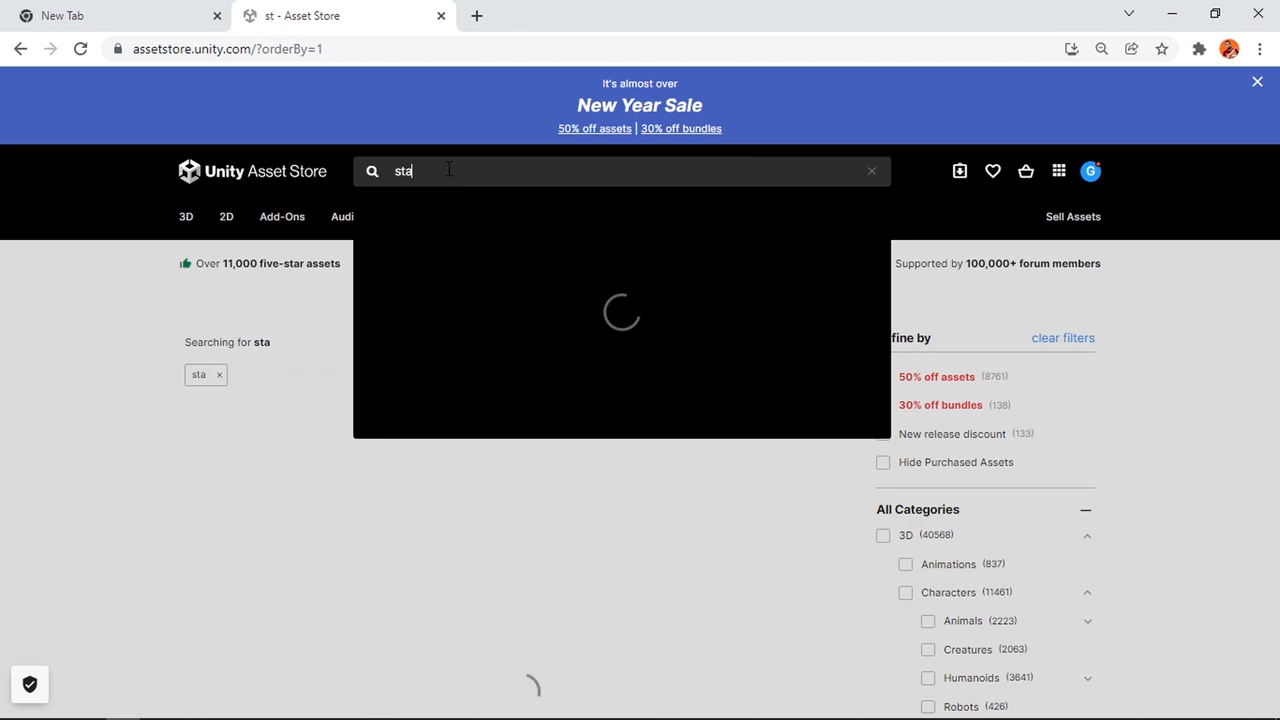 New Tab
st - Asset Store
assetstore.unity.com/?orderBy=1
It's almost over
New Year Sale
50% off assets | 30% off bundles
Unity Asset Store
sta
G
3D
2D
Add-Ons
Audi
Sell Assets
Over 11,000 five-star assets
Supported by 100,000+ forum members
Searching for sta
sta ×
fine by
clear filters
50% off assets (8761)
30% off bundles (138)
New release discount (133)
Hide Purchased Assets
All Categories
3D (40568)
Animations (837)
Characters (11461)
Animals (2223)
Creatures (2063)
Humanoids (3641)
Robots (426)